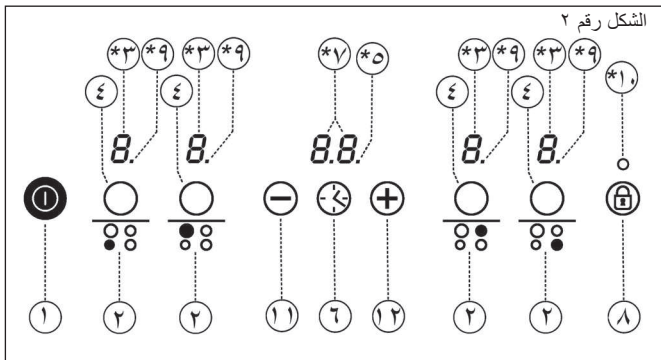 الشكل رقم ٢
*٣ *٩ *٣ *٩ *٧ *٥ *٣ *٩ *٣ *٩ *١٠
٤ ٤ ٤ ٤
8. 8. 8.8. 8. 8.
١ ٢ ٢ ١١ ٦ ١٢ ٢ ٢ ٨